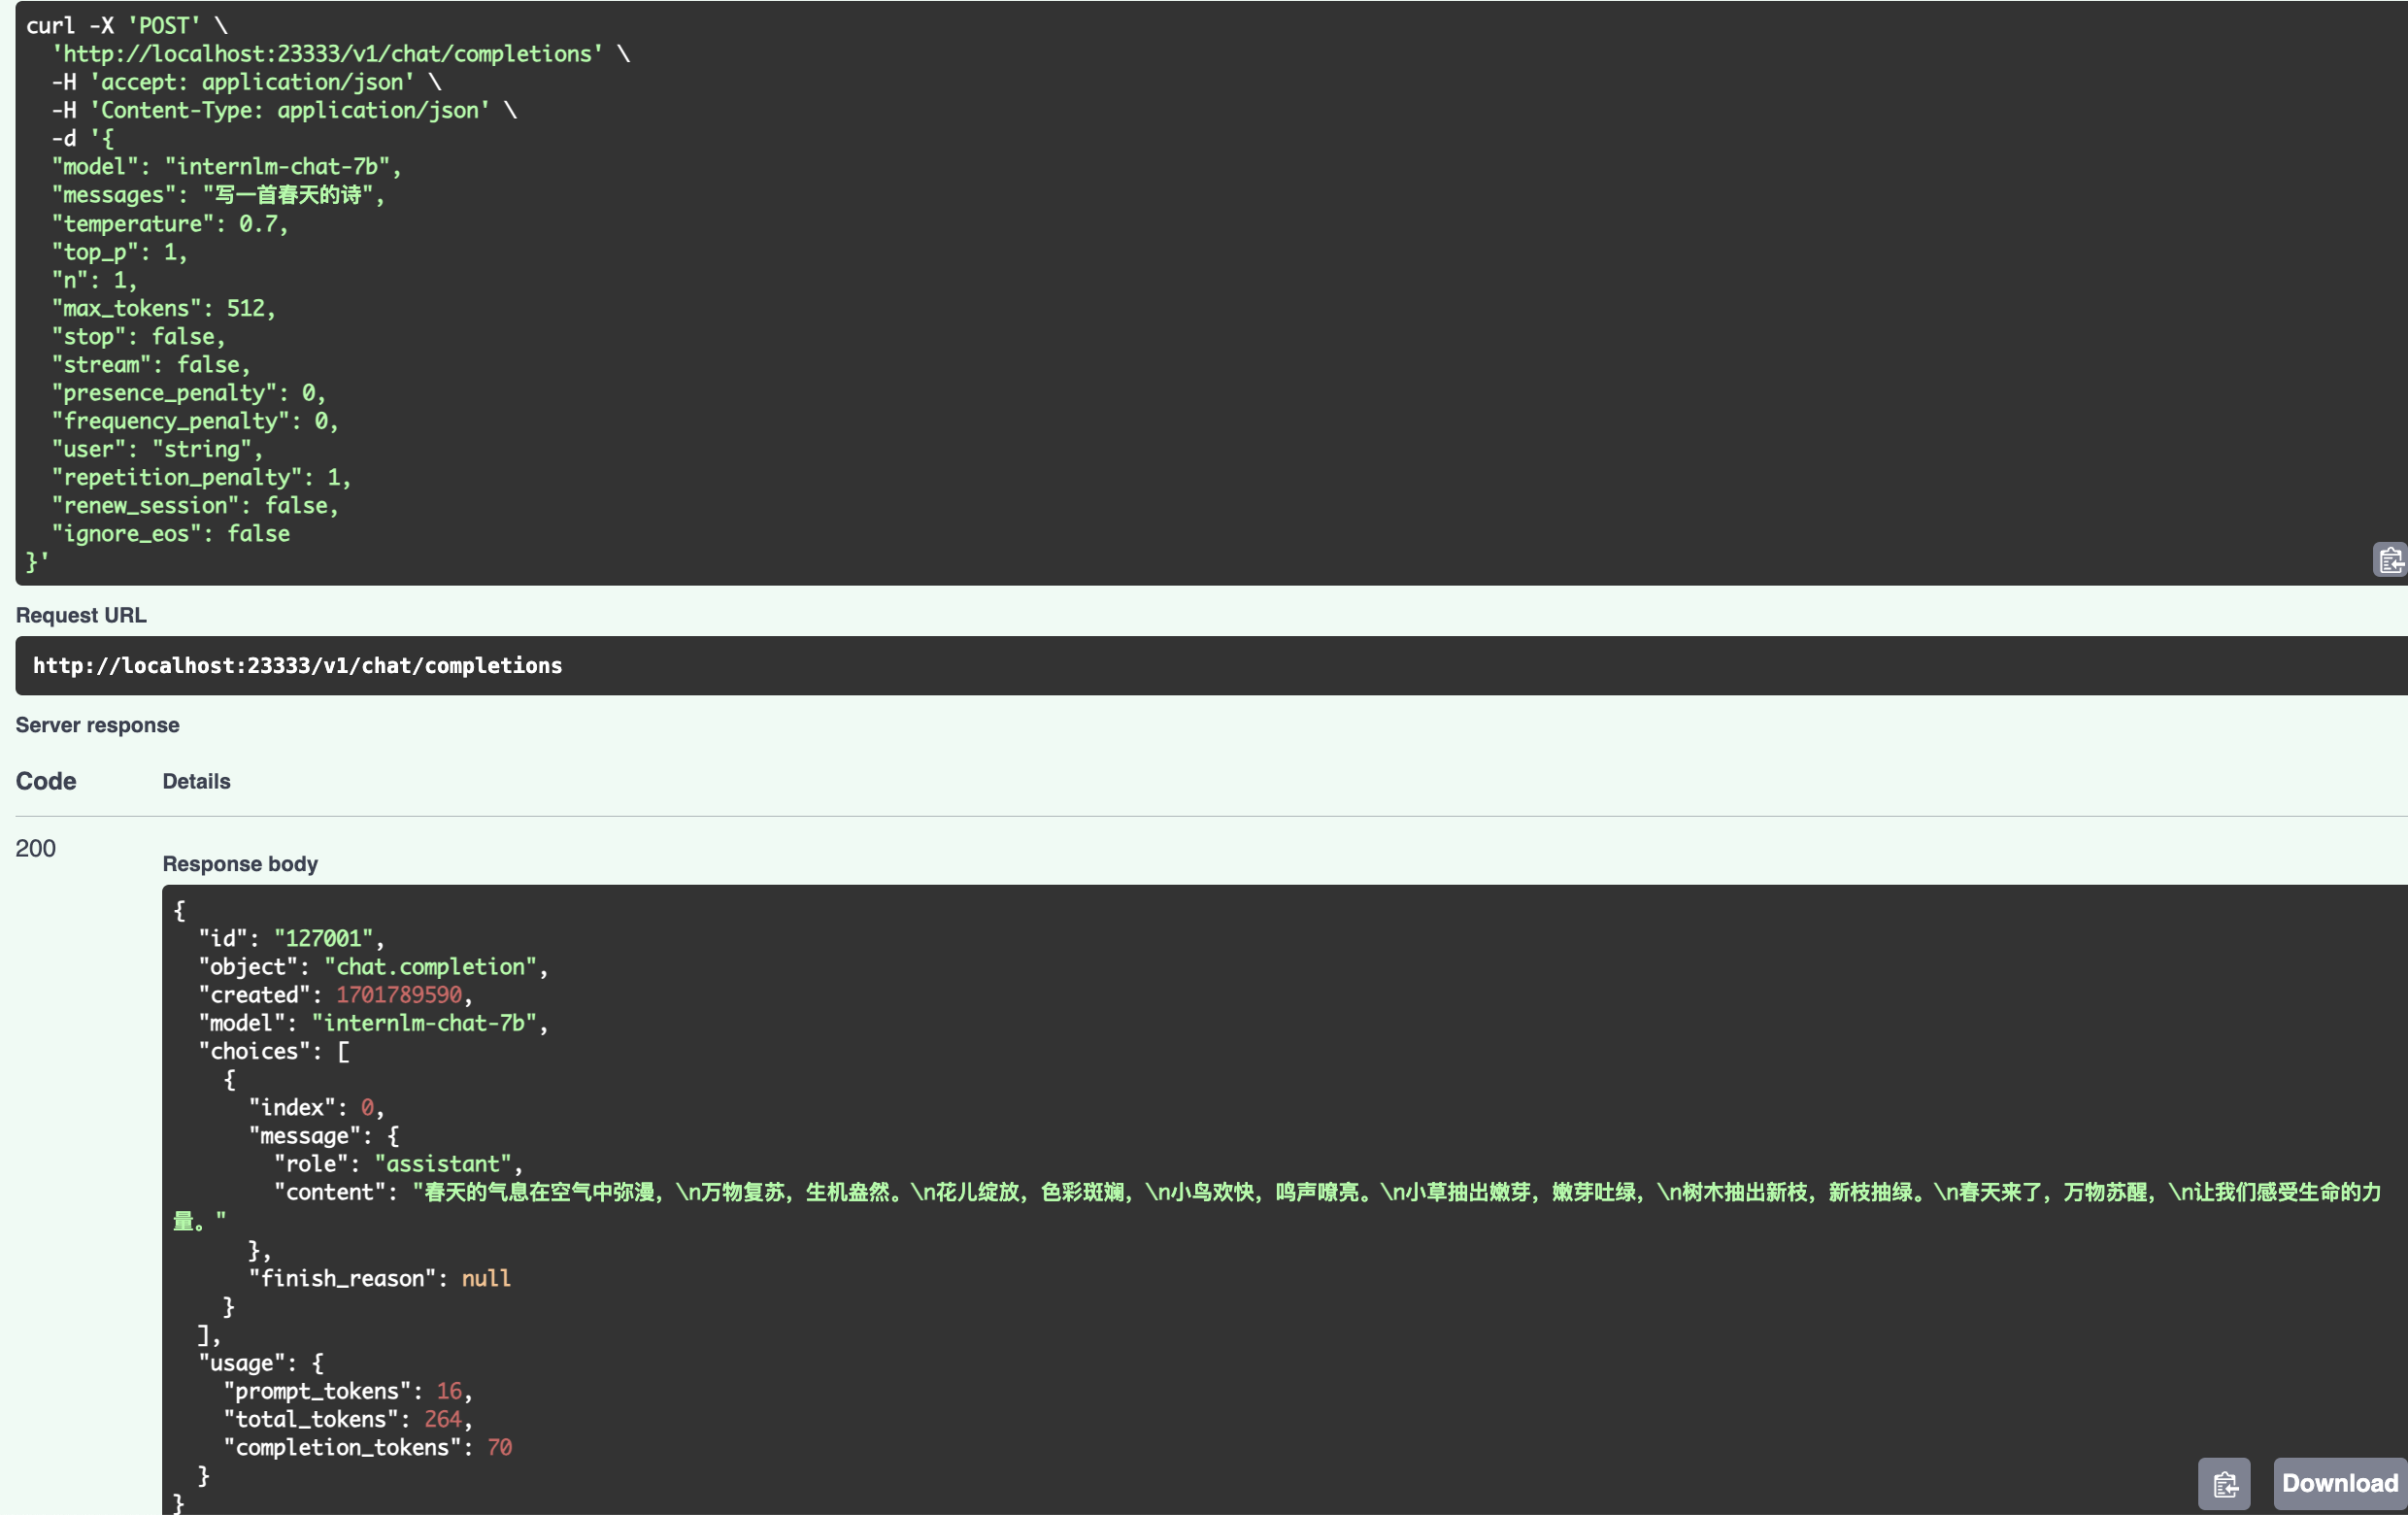 curl -X 'POST' \
  'http://localhost:23333/v1/chat/completions' \
  -H 'accept: application/json' \
  -H 'Content-Type: application/json' \
  -d '{
  "model": "internlm-chat-7b",
  "messages": "写一首春天的诗",
  "temperature": 0.7,
  "top_p": 1,
  "n": 1,
  "max_tokens": 512,
  "stop": false,
  "stream": false,
  "presence_penalty": 0,
  "frequency_penalty": 0,
  "user": "string",
  "repetition_penalty": 1,
  "renew_session": false,
  "ignore_eos": false
}'
Request URL
http://localhost:23333/v1/chat/completions
Server response
Code Details
200
Response body
{
  "id": "127001",
  "object": "chat.completion",
  "created": 1701789590,
  "model": "internlm-chat-7b",
  "choices": [
    {
      "index": 0,
      "message": {
        "role": "assistant",
        "content": "春天的气息在空气中弥漫，\n万物复苏，生机盎然。\n花儿绽放，色彩斑斓，\n小鸟欢快，鸣声嘹亮。\n小草抽出嫩芽，嫩芽吐绿，\n树木抽出新枝，新枝抽绿。\n春天来了，万物苏醒，\n让我们感受生命的力
量。"
      },
      "finish_reason": null
    }
  ],
  "usage": {
    "prompt_tokens": 16,
    "total_tokens": 264,
    "completion_tokens": 70
  }
}
Download